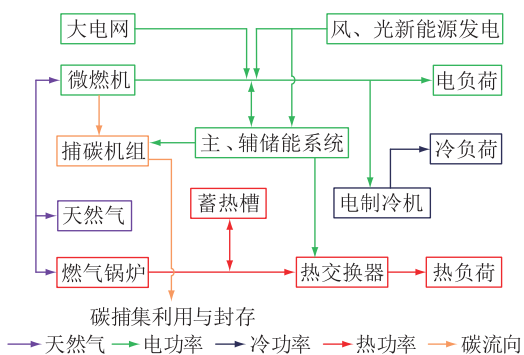 大电网
风、光新能源发电
微燃机
电负荷
捕碳机组
主、辅储能系统
冷负荷
天然气
蓄热槽
电制冷机
燃气锅炉
热交换器
热负荷
碳捕集利用与封存
天然气 电功率 冷功率 热功率 碳流向